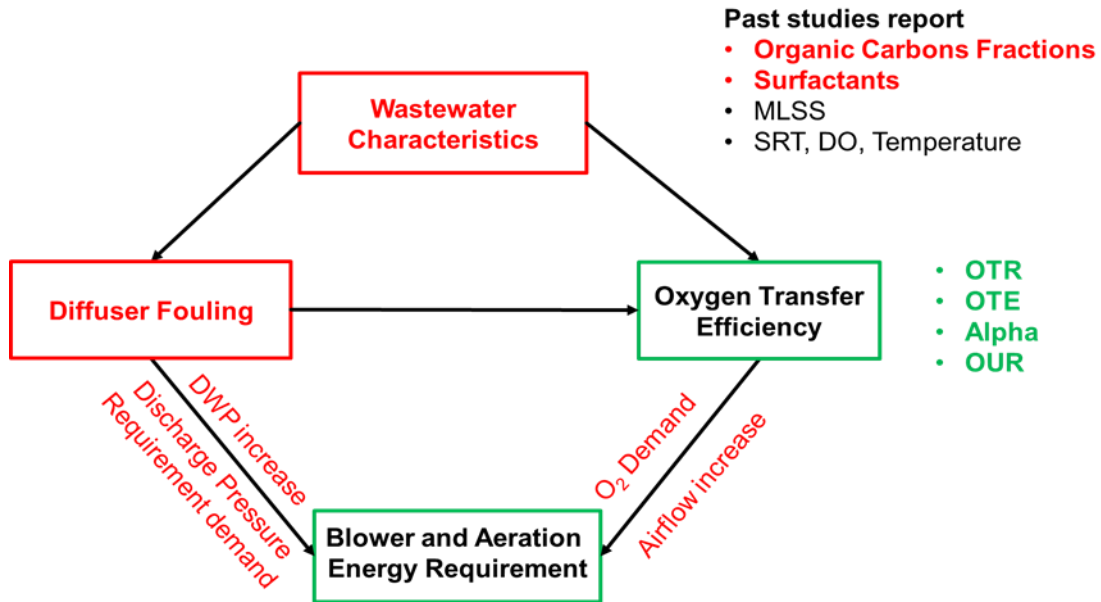 Past studies report
• Organic Carbons Fractions
• Surfactants
• MLSS
• SRT, DO, Temperature
Wastewater
Characteristics
Diffuser Fouling
Oxygen Transfer
Efficiency
• OTR
• OTE
• Alpha
• OUR
DWP increase
Discharge Pressure
Requirement demand
O₂ Demand
Airflow increase
Blower and Aeration
Energy Requirement